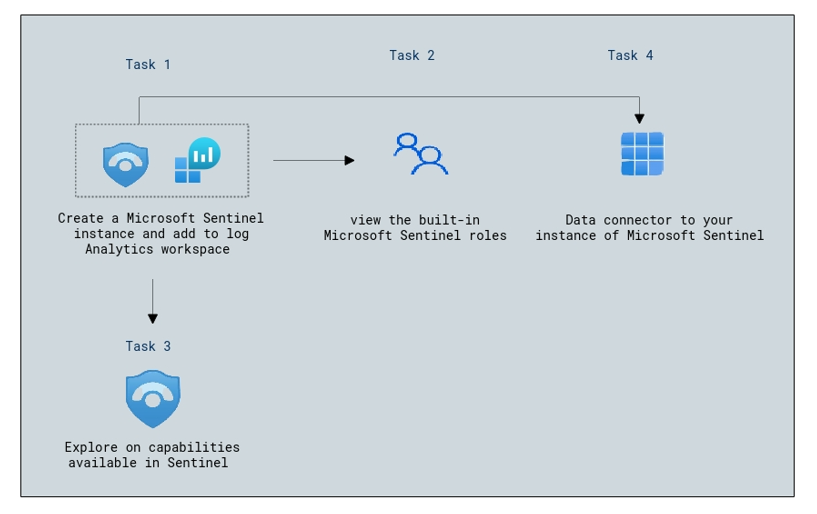 Task 1
Task 2
Task 4
Create a Microsoft Sentinel
instance and add to log
Analytics workspace
view the built-in
Microsoft Sentinel roles
Data connector to your
instance of Microsoft Sentinel
Task 3
Explore on capabilities
available in Sentinel